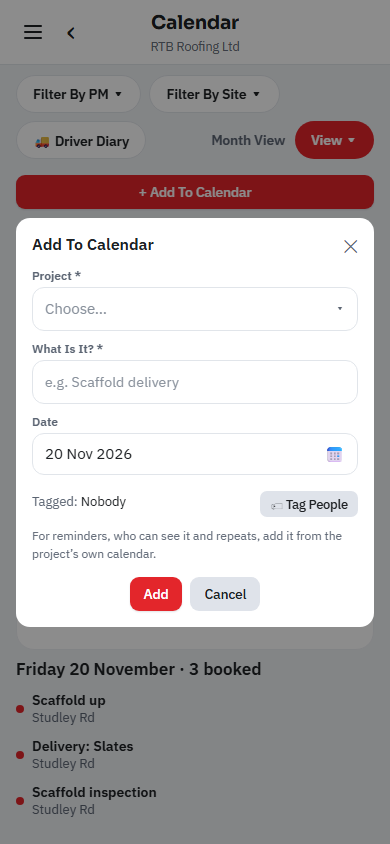 Calendar
RTB Roofing Ltd
Filter By PM
Filter By Site
🚚 Driver Diary
Month View
View
+ Add To Calendar
Add To Calendar
Project *
Choose...
What Is It? *
e.g. Scaffold delivery
Date
20 Nov 2026
Tagged: Nobody
Tag People
For reminders, who can see it and repeats, add it from the
project's own calendar.
Add
Cancel
Friday 20 November · 3 booked
Scaffold up
Studley Rd
Delivery: Slates
Studley Rd
Scaffold inspection
Studley Rd